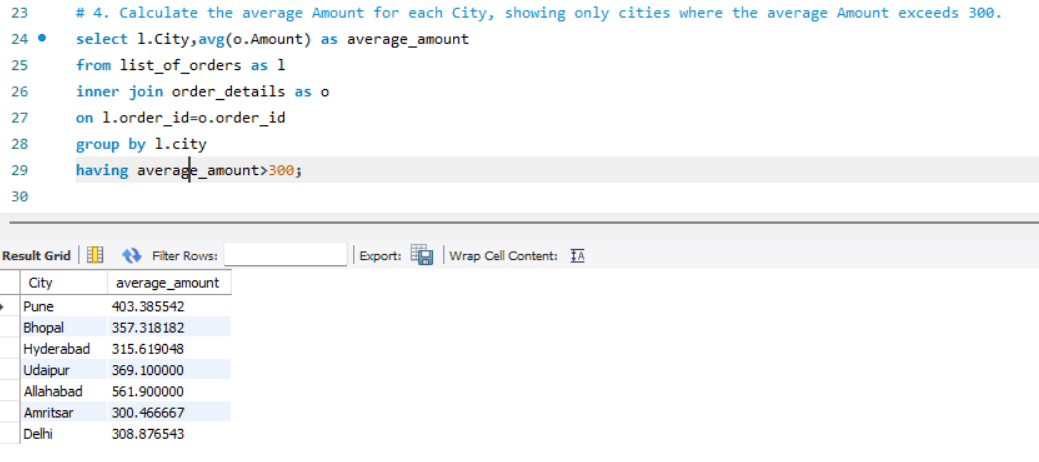 23 # 4. Calculate the average Amount for each City, showing only cities where the average Amount exceeds 300.
24 select l.City,avg(o.Amount) as average_amount
25 from list_of_orders as l
26 inner join order_details as o
27 on l.order_id=o.order_id
28 group by l.city
29 having average_amount>300;
30
Result Grid Filter Rows: Export: Wrap Cell Content: IA
City average_amount
Pune 403.385542
Bhopal 357.318182
Hyderabad 315.619048
Udaipur 369.100000
Allahabad 561.900000
Amritsar 300.466667
Delhi 308.876543